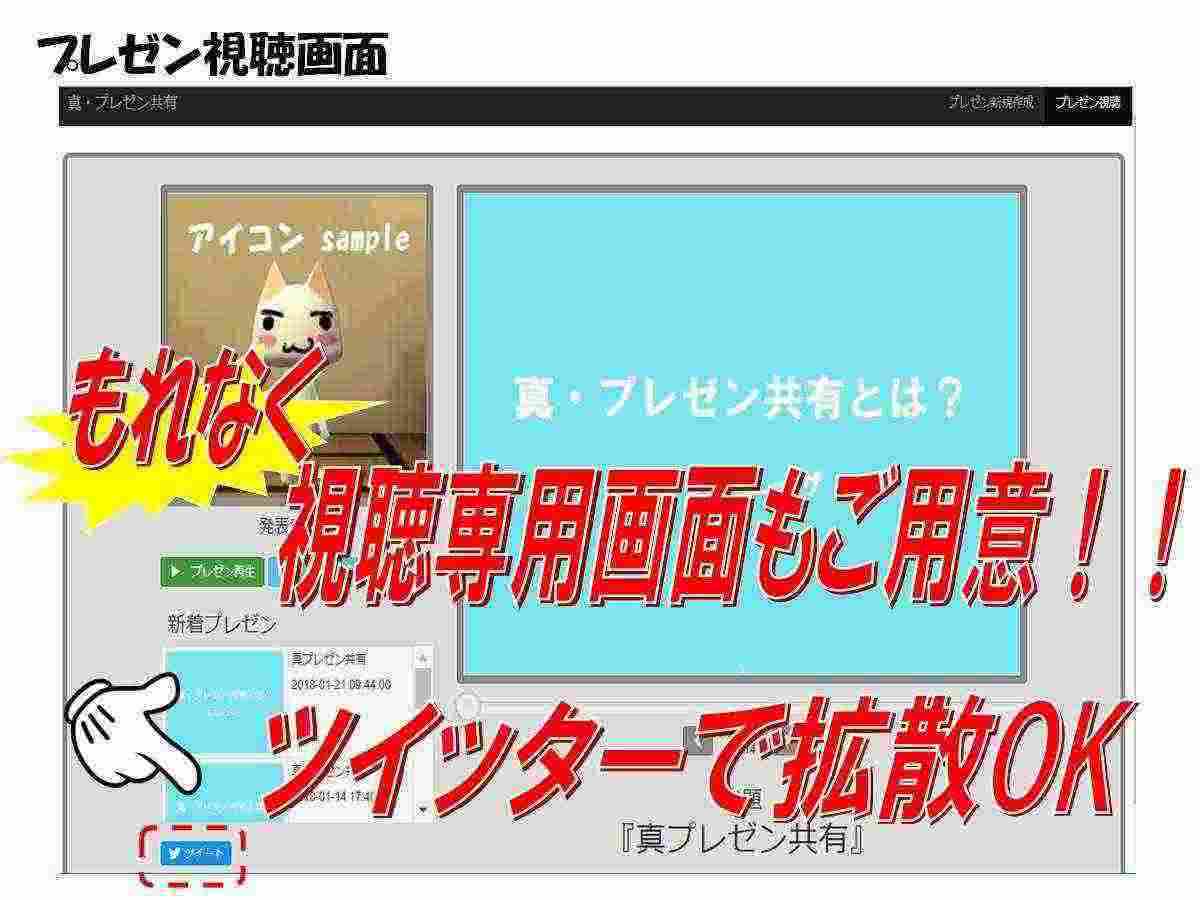 プレゼン視聴画面
真・プレゼン共有
プレゼン新規作成
プレゼン視聴
アイコン sample
真・プレゼン共有とは？
もれなく
視聴専用画面もご用意！！
発表
プレゼン再生
新着プレゼン
真プレゼン共有
2018-01-21 09:44:00
ツイッターで拡散OK
01-14 17:40
題
『真プレゼン共有』
ツイート